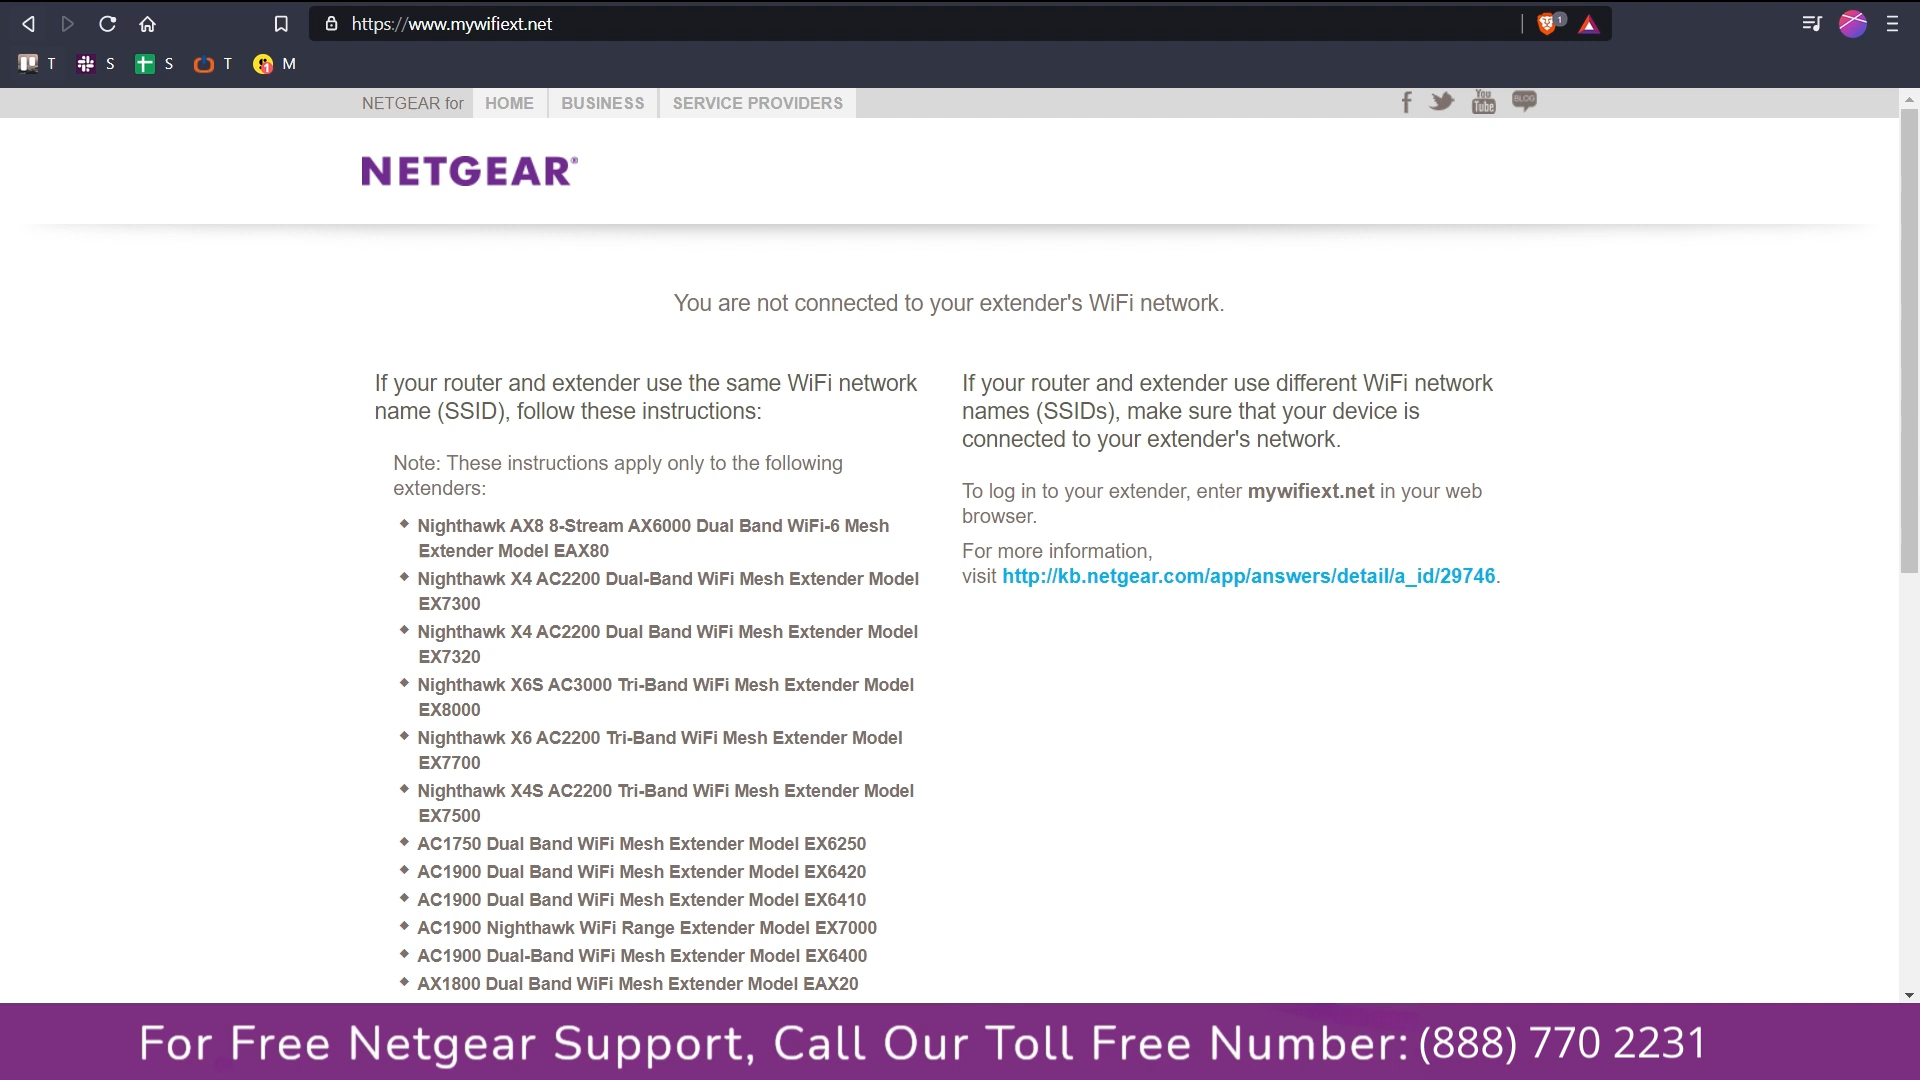 https://www.mywifiext.net
1
T
S
S
T
1
M
NETGEAR for
HOME
BUSINESS
SERVICE PROVIDERS
f
You Tube
BLOG
NETGEAR®
You are not connected to your extender's WiFi network.
If your router and extender use the same WiFi network
name (SSID), follow these instructions:
Note: These instructions apply only to the following
extenders:
Nighthawk AX8 8-Stream AX6000 Dual Band WiFi-6 Mesh
Extender Model EAX80
Nighthawk X4 AC2200 Dual-Band WiFi Mesh Extender Model
EX7300
Nighthawk X4 AC2200 Dual Band WiFi Mesh Extender Model
EX7320
Nighthawk X6S AC3000 Tri-Band WiFi Mesh Extender Model
EX8000
Nighthawk X6 AC2200 Tri-Band WiFi Mesh Extender Model
EX7700
Nighthawk X4S AC2200 Tri-Band WiFi Mesh Extender Model
EX7500
AC1750 Dual Band WiFi Mesh Extender Model EX6250
AC1900 Dual Band WiFi Mesh Extender Model EX6420
AC1900 Dual Band WiFi Mesh Extender Model EX6410
AC1900 Nighthawk WiFi Range Extender Model EX7000
AC1900 Dual-Band WiFi Mesh Extender Model EX6400
AX1800 Dual Band WiFi Mesh Extender Model EAX20
If your router and extender use different WiFi network
names (SSIDs), make sure that your device is
connected to your extender's network.
To log in to your extender, enter mywifiext.net in your web
browser.
For more information,
visit http://kb.netgear.com/app/answers/detail/a_id/29746.
For Free Netgear Support, Call Our Toll Free Number: (888) 770 2231